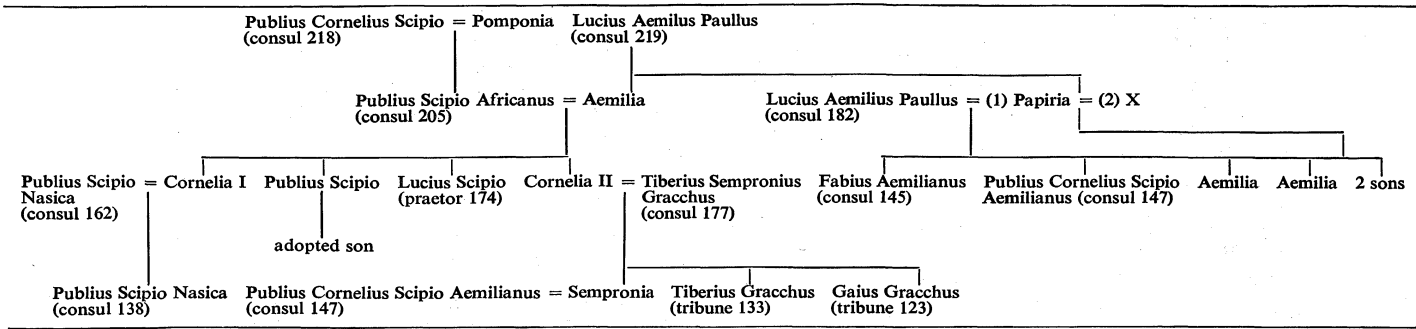 Publius Cornelius Scipio = Pomponia Lucius Aemilus Paullus
(consul 218) (consul 219)
Publius Scipio Africanus = Aemilia Lucius Aemilius Paullus = (1) Papiria = (2) X
(consul 205) (consul 182)
Publius Scipio = Cornelia I Publius Scipio Lucius Scipio Cornelia II = Tiberius Sempronius Fabius Aemilianus Publius Cornelius Scipio Aemilia Aemilia 2 sons
Nasica (praetor 174) Gracchus (consul 145) Aemilianus (consul 147)
(consul 162) (consul 177)
adopted son
Publius Scipio Nasica Publius Cornelius Scipio Aemilianus = Sempronia Tiberius Gracchus Gaius Gracchus
(consul 138) (consul 147) (tribune 133) (tribune 123)